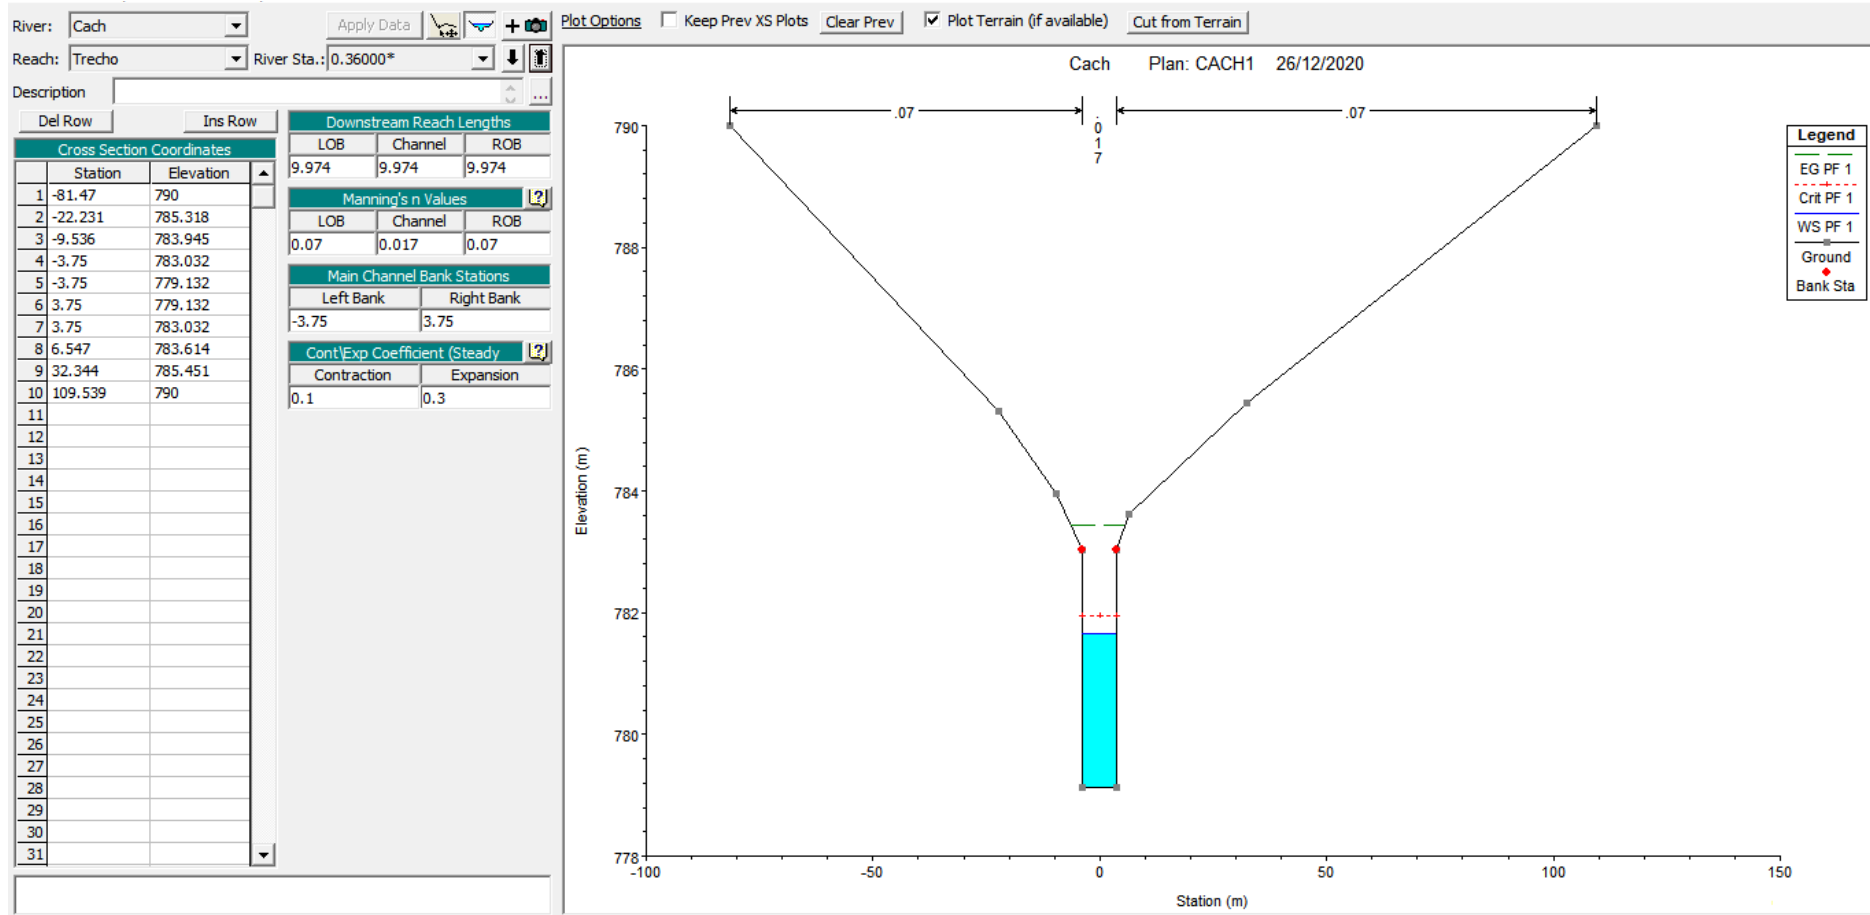 River: Cach Apply Data
Reach: Trecho River Sta.: 0.36000*
Description ...
Del Row Ins Row
Cross Section Coordinates
Station Elevation
1 -81.47 790
2 -22.231 785.318
3 -9.536 783.945
4 -3.75 783.032
5 -3.75 779.132
6 3.75 779.132
7 3.75 783.032
8 6.547 783.614
9 32.344 785.451
10 109.539 790
11
12
13
14
15
16
17
18
19
20
21
22
23
24
25
26
27
28
29
30
31
Downstream Reach Lengths
LOB Channel ROB
9.974 9.974 9.974
Manning's n Values
LOB Channel ROB
0.07 0.017 0.07
Main Channel Bank Stations
Left Bank Right Bank
-3.75 3.75
Cont\Exp Coefficient (Steady
Contraction Expansion
0.1 0.3
Plot Options Keep Prev XS Plots Clear Prev Plot Terrain (if available) Cut from Terrain
Cach Plan: CACH1 26/12/2020
.07 .017 .07
Legend
EG PF 1
Crit PF 1
WS PF 1
Ground
Bank Sta
Elevation (m)
790
788
786
784
782
780
778
-100 -50 0 50 100 150
Station (m)